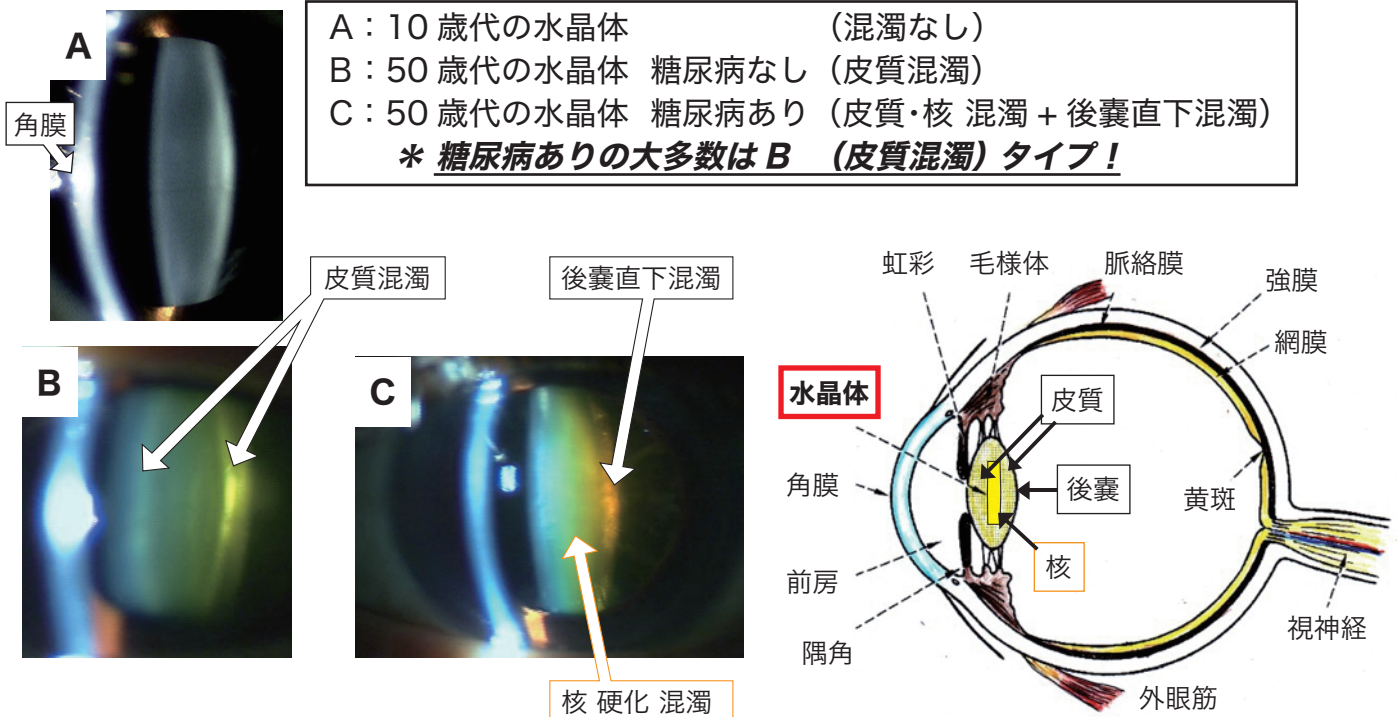 A：10 歳代の水晶体 （混濁なし）
B：50 歳代の水晶体 糖尿病なし（皮質混濁）
C：50 歳代の水晶体 糖尿病あり（皮質･核 混濁 + 後嚢直下混濁）
＊ 糖尿病ありの大多数は B （皮質混濁）タイプ！
A
角膜
皮質混濁
後嚢直下混濁
B
C
核 硬化 混濁
虹彩
毛様体
脈絡膜
強膜
網膜
水晶体
皮質
角膜
後嚢
黄斑
核
前房
隅角
視神経
外眼筋